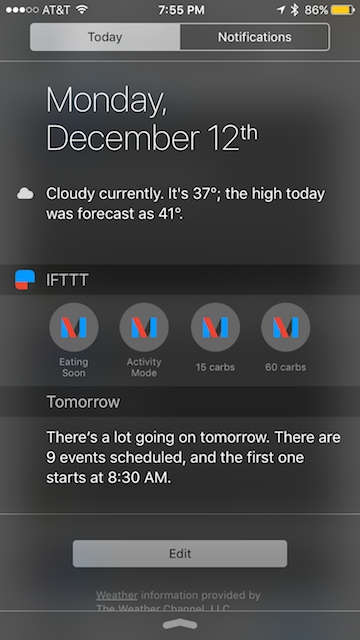 AT&T 7:55 PM 86%
Today Notifications
Monday,
December 12th
Cloudy currently. It's 37°; the high today
was forecast as 41°.
IFTTT
Eating Soon
Activity Mode
15 carbs
60 carbs
Tomorrow
There's a lot going on tomorrow. There are
9 events scheduled, and the first one
starts at 8:30 AM.
Edit
Weather information provided by
The Weather Channel, LLC